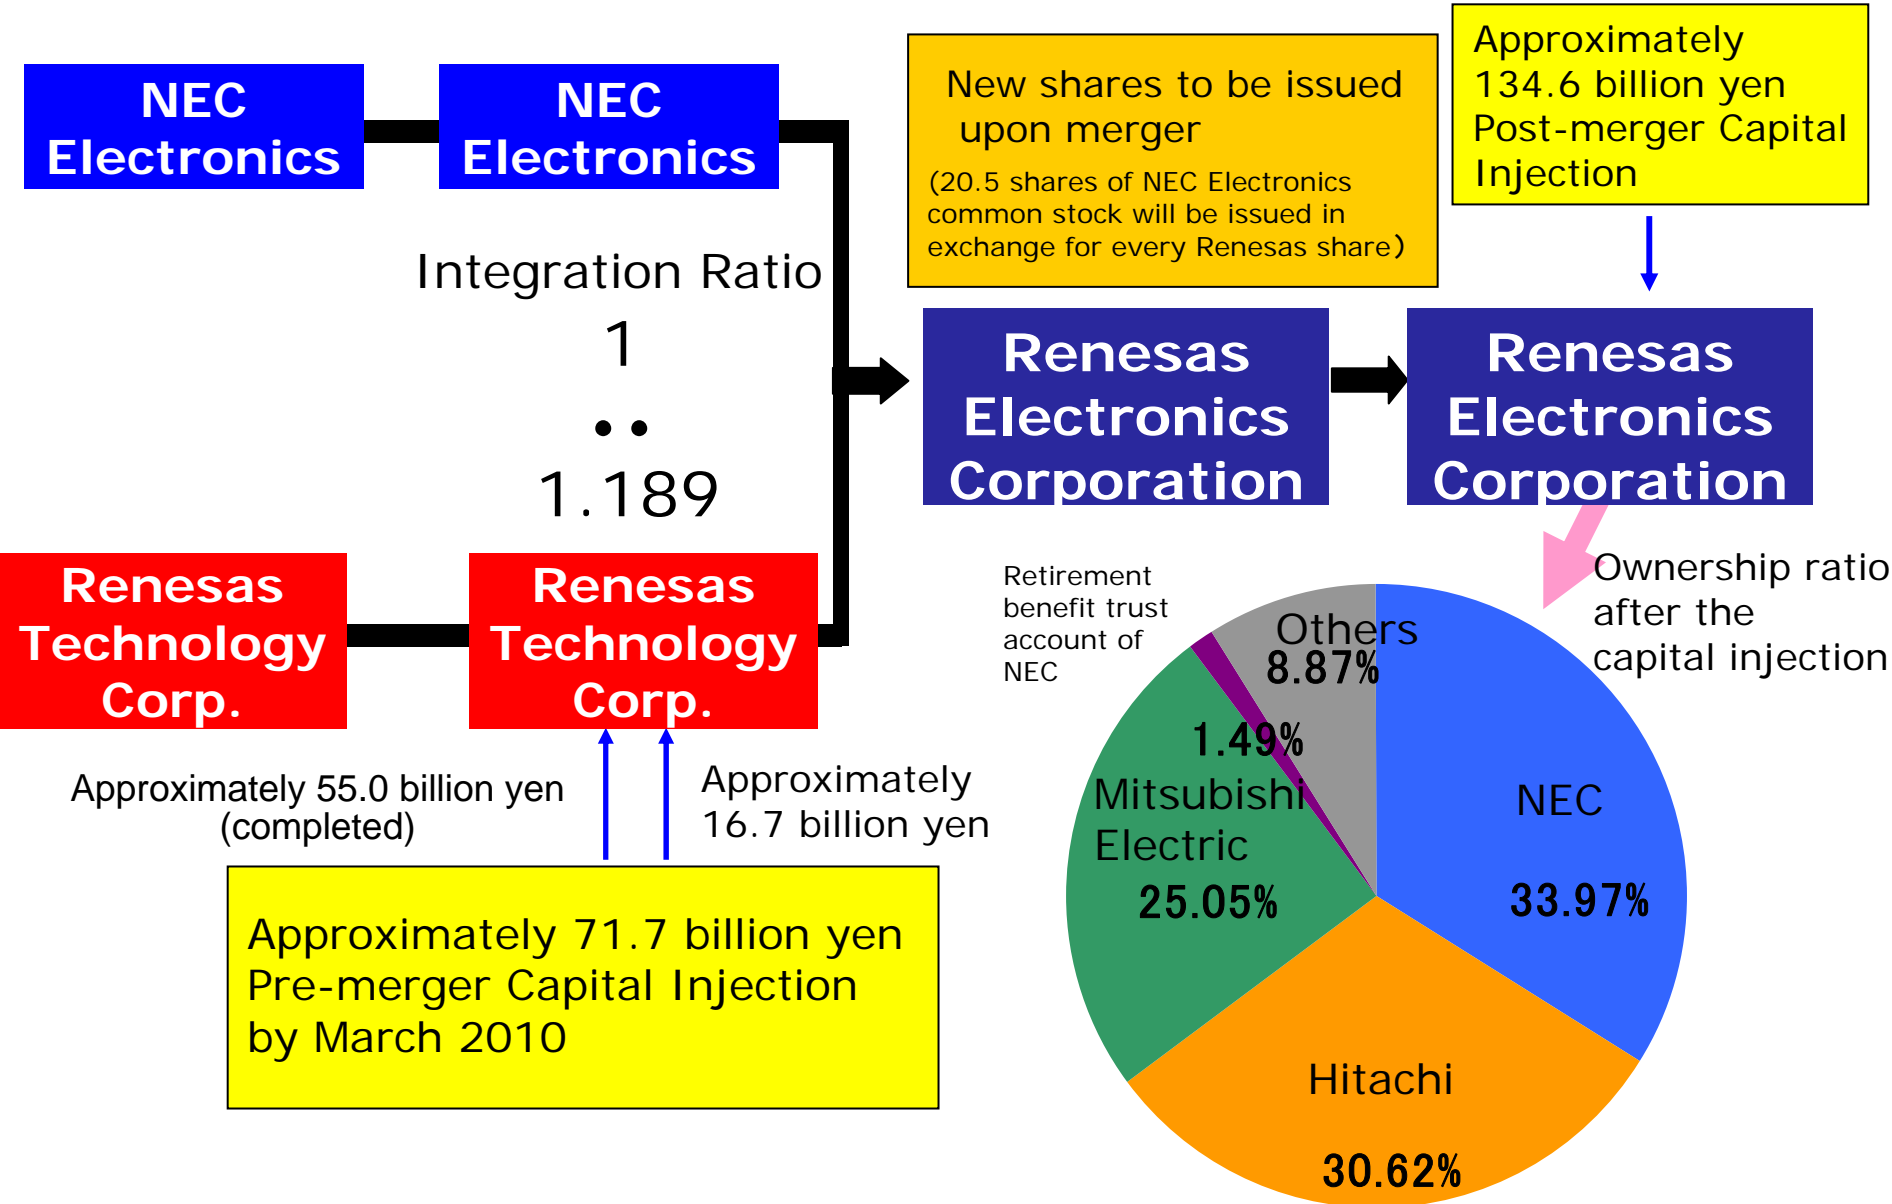 NEC
Electronics
NEC
Electronics
New shares to be issued
upon merger
(20.5 shares of NEC Electronics
common stock will be issued in
exchange for every Renesas share)
Approximately
134.6 billion yen
Post-merger Capital
Injection
Integration Ratio
1
••
1.189
Renesas
Electronics
Corporation
Renesas
Electronics
Corporation
Renesas
Technology
Corp.
Renesas
Technology
Corp.
Approximately 55.0 billion yen
(completed)
Approximately
16.7 billion yen
Approximately 71.7 billion yen
Pre-merger Capital Injection
by March 2010
Ownership ratio
after the
capital injection
Retirement
benefit trust
account of
NEC
1.49%
Others
8.87%
Mitsubishi
Electric
25.05%
NEC
33.97%
Hitachi
30.62%